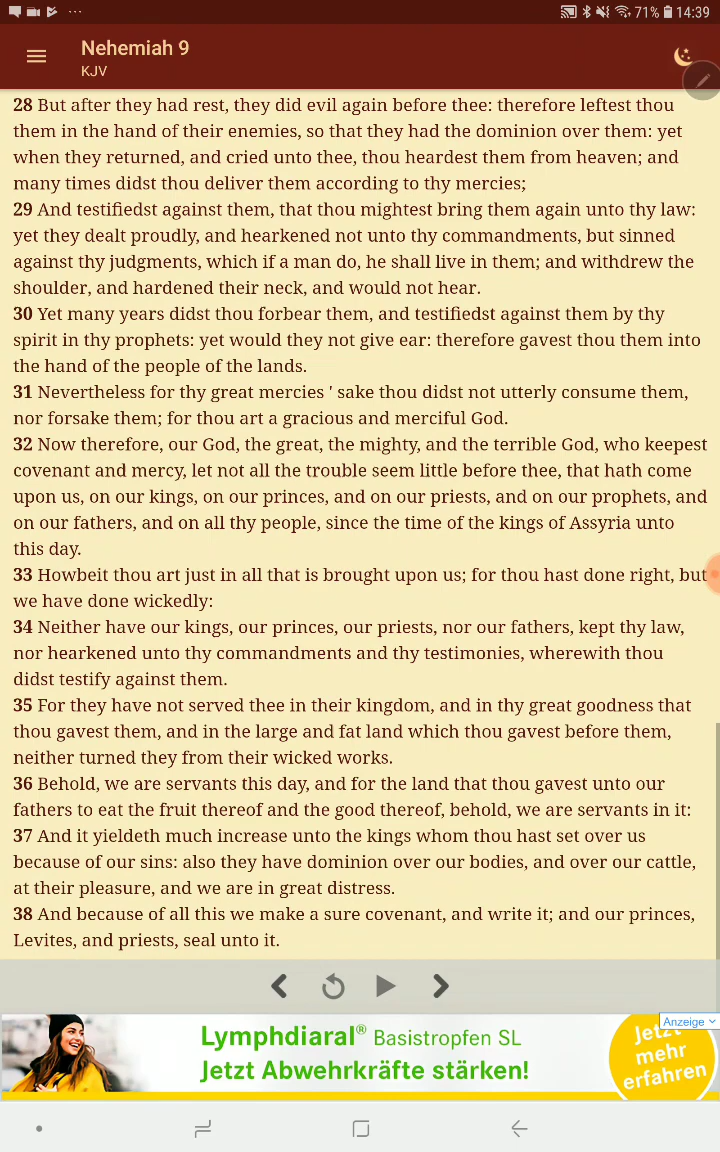 71% 14:39
Nehemiah 9
KJV
28 But after they had rest, they did evil again before thee: therefore leftest thou
them in the hand of their enemies, so that they had the dominion over them: yet
when they returned, and cried unto thee, thou heardest them from heaven; and
many times didst thou deliver them according to thy mercies;
29 And testifiedst against them, that thou mightest bring them again unto thy law:
yet they dealt proudly, and hearkened not unto thy commandments, but sinned
against thy judgments, which if a man do, he shall live in them; and withdrew the
shoulder, and hardened their neck, and would not hear.
30 Yet many years didst thou forbear them, and testifiedst against them by thy
spirit in thy prophets: yet would they not give ear: therefore gavest thou them into
the hand of the people of the lands.
31 Nevertheless for thy great mercies ' sake thou didst not utterly consume them,
nor forsake them; for thou art a gracious and merciful God.
32 Now therefore, our God, the great, the mighty, and the terrible God, who keepest
covenant and mercy, let not all the trouble seem little before thee, that hath come
upon us, on our kings, on our princes, and on our priests, and on our prophets, and
on our fathers, and on all thy people, since the time of the kings of Assyria unto
this day.
33 Howbeit thou art just in all that is brought upon us; for thou hast done right, but
we have done wickedly:
34 Neither have our kings, our princes, our priests, nor our fathers, kept thy law,
nor hearkened unto thy commandments and thy testimonies, wherewith thou
didst testify against them.
35 For they have not served thee in their kingdom, and in thy great goodness that
thou gavest them, and in the large and fat land which thou gavest before them,
neither turned they from their wicked works.
36 Behold, we are servants this day, and for the land that thou gavest unto our
fathers to eat the fruit thereof and the good thereof, behold, we are servants in it:
37 And it yieldeth much increase unto the kings whom thou hast set over us
because of our sins: also they have dominion over our bodies, and over our cattle,
at their pleasure, and we are in great distress.
38 And because of all this we make a sure covenant, and write it; and our princes,
Levites, and priests, seal unto it.
Anzeige
Lymphdiaral® Basistropfen SL
Jetzt Abwehrkräfte stärken!
Jetzt
mehr
erfahren